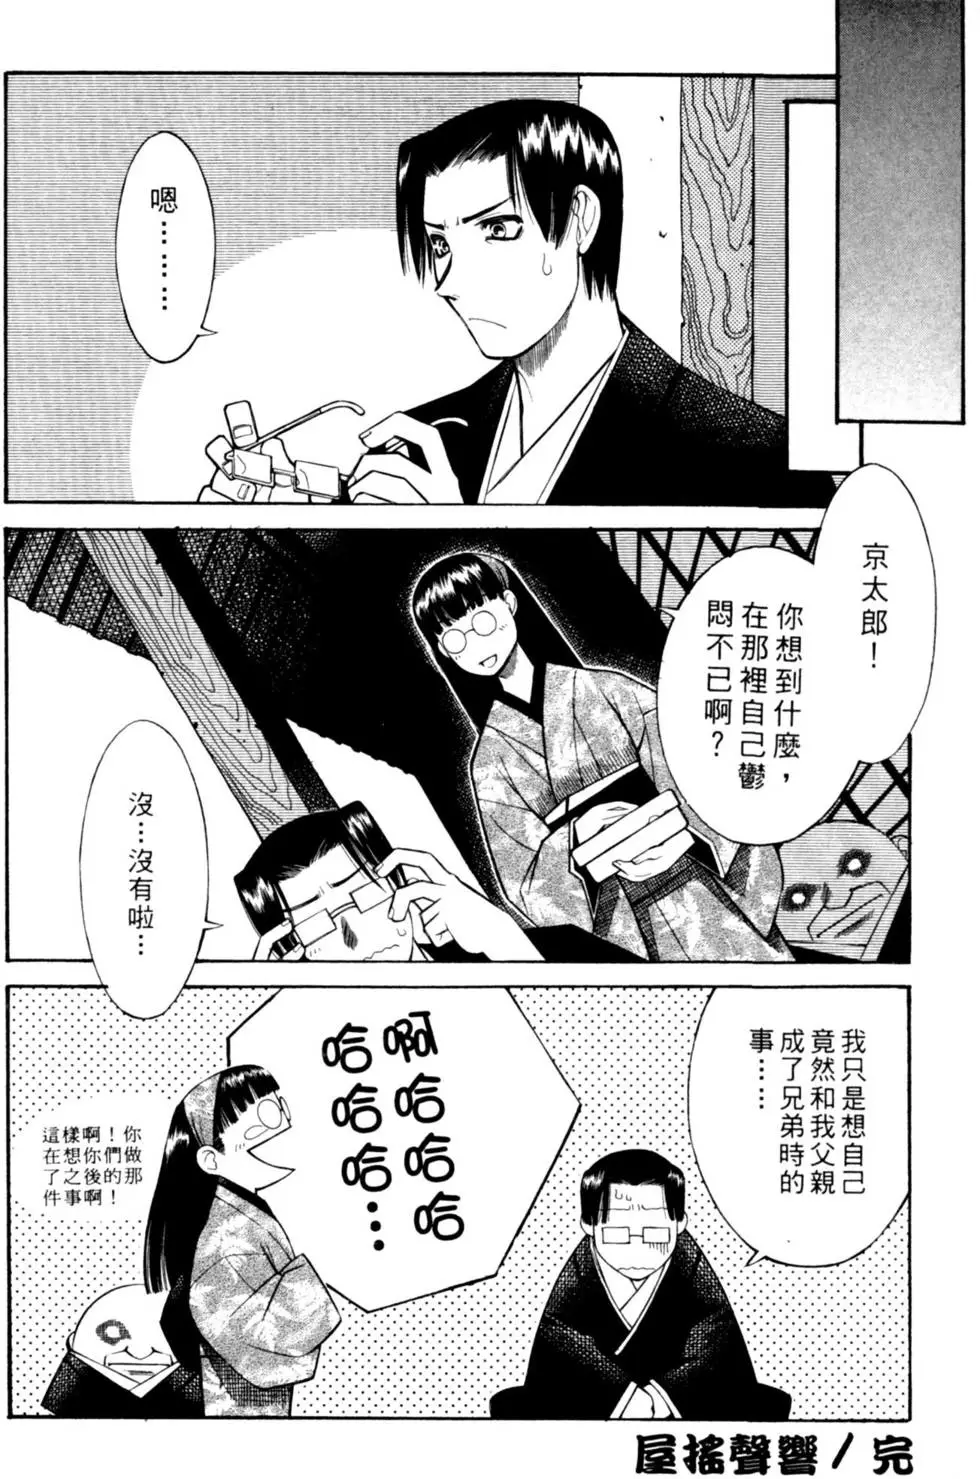 嗯………
京太郎！
你想到什麼，
在那裡自己鬱
悶不已啊？
沒…沒有啦…
我只是想自己
竟然和我父親
成了兄弟時的
事……
啊哈哈哈哈
哈哈哈哈…
這樣啊！你
在想你們做
了之後的那
件事啊！
屋搖聲響／完